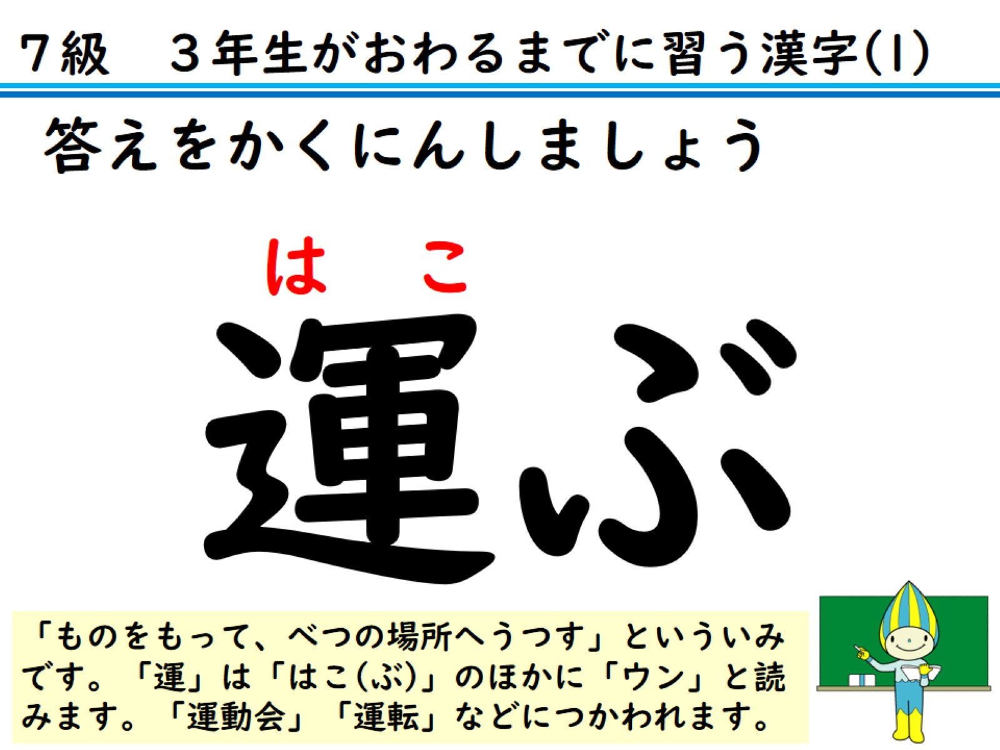 ７級　３年生がおわるまでに習う漢字(1)
答えをかくにんしましょう
はこ
運ぶ
「ものをもって、べつの場所へうつす」といういみ
です。「運」は「はこ(ぶ)」のほかに「ウン」と読
みます。「運動会」「運転」などにつかわれます。